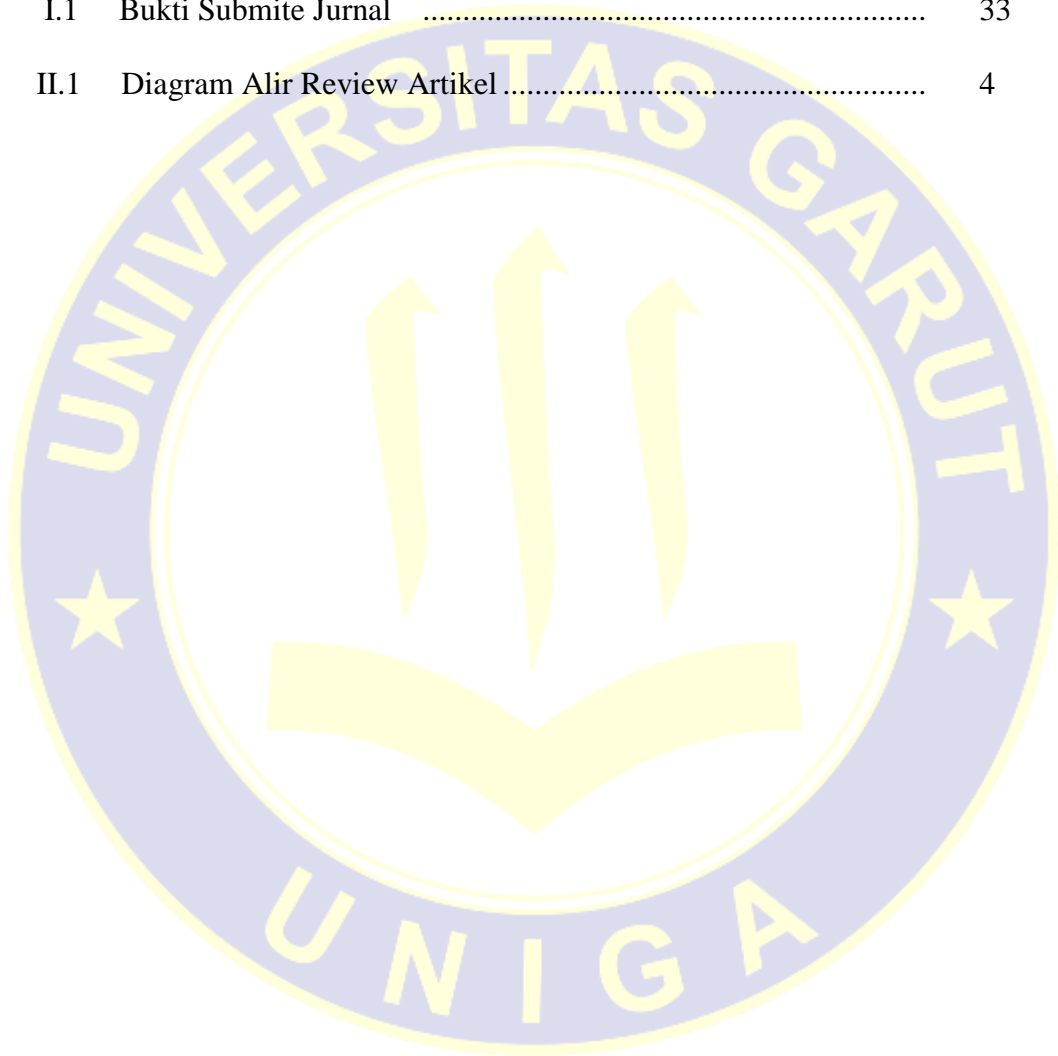 I.1 Bukti Submite Jurnal ...................................................... 33
II.1 Diagram Alir Review Artikel ............................................. 4
UNIVERSITAS GARUT
UNIGA